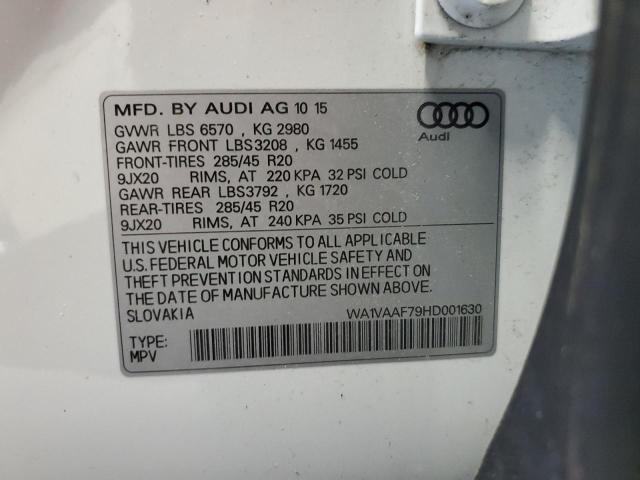 MFD. BY AUDI AG 10 15
GVWR LBS 6570 , KG 2980
GAWR FRONT LBS3208 , KG 1455
FRONT-TIRES 285/45 R20
9JX20 RIMS, AT 220 KPA 32 PSI COLD
GAWR REAR LBS3792 , KG 1720
REAR-TIRES 285/45 R20
9JX20 RIMS, AT 240 KPA 35 PSI COLD
Audi
THIS VEHICLE CONFORMS TO ALL APPLICABLE
U.S. FEDERAL MOTOR VEHICLE SAFETY AND
THEFT PREVENTION STANDARDS IN EFFECT ON
THE DATE OF MANUFACTURE SHOWN ABOVE.
SLOVAKIA WA1VAAF79HD001630
TYPE:
MPV